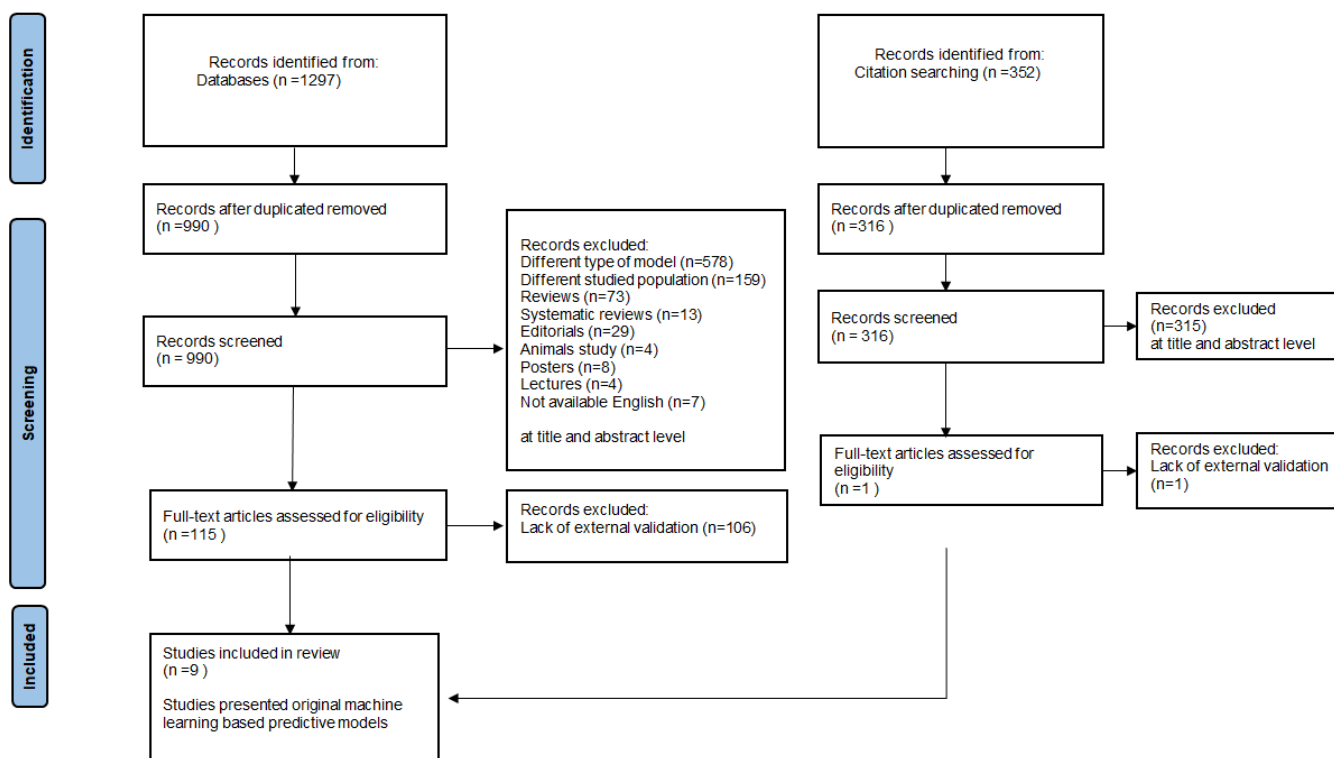 Identification
Records identified from:
Databases (n =1297)
Records identified from:
Citation searching (n =352)
Records after duplicated removed
(n =990 )
Records after duplicated removed
(n =316 )
Screening
Records screened
(n = 990)
Records excluded:
Different type of model (n=578)
Different studied population (n=159)
Reviews (n=73)
Systematic reviews (n=13)
Editorials (n=29)
Animals study (n=4)
Posters (n=8)
Lectures (n=4)
Not available English (n=7)
at title and abstract level
Records screened
(n = 316)
Records excluded
(n=315)
at title and abstract level
Full-text articles assessed for eligibility
(n =115 )
Records excluded:
Lack of external validation (n=106)
Full-text articles assessed for
eligibility
(n =1 )
Records excluded:
Lack of external validation
(n=1)
Included
Studies included in review
(n =9 )
Studies presented original machine
learning based predictive models